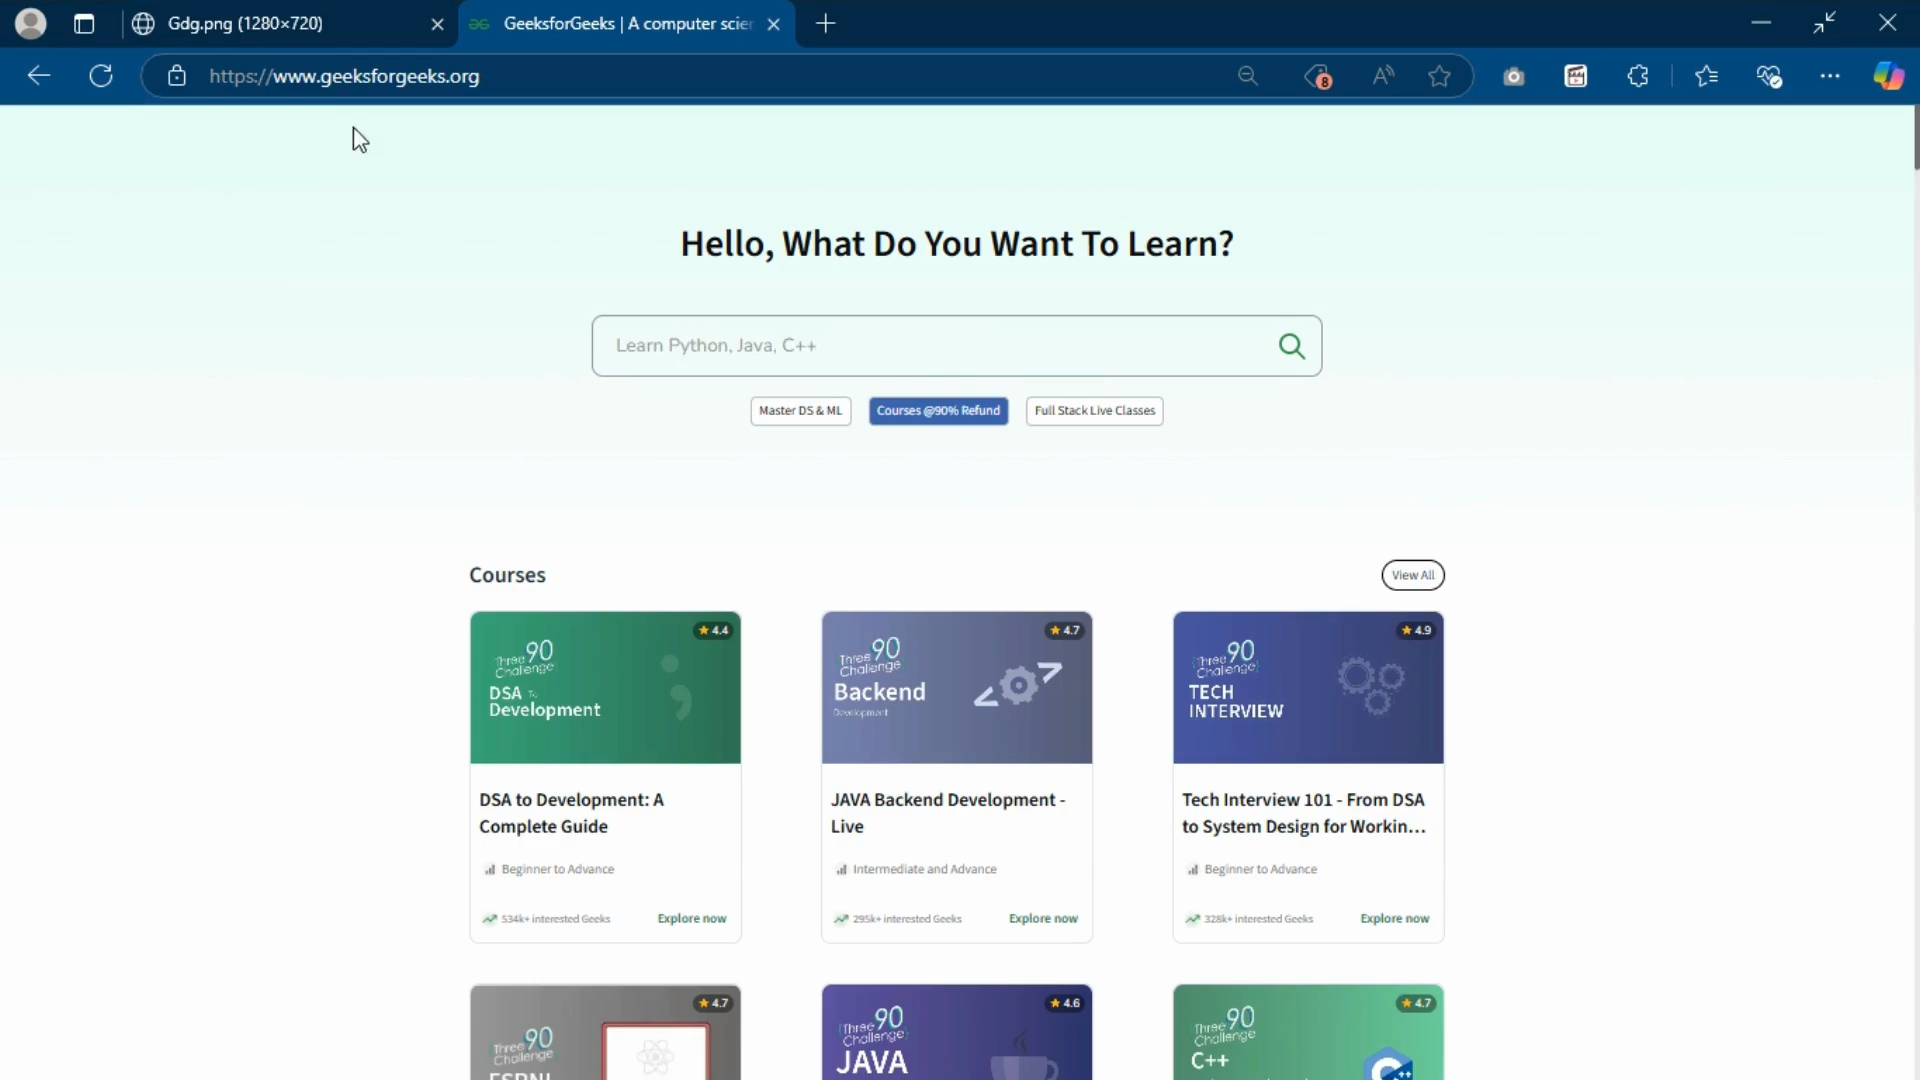 Gdg.png (1280×720)
GeeksforGeeks | A computer scien
https://www.geeksforgeeks.org
8
Hello, What Do You Want To Learn?
Learn Python, Java, C++
Master DS & ML
Courses @90% Refund
Full Stack Live Classes
Courses
View All
4.4
Three 90
Challenge
DSA To
Development
4.7
Three 90
Challenge
Backend
Development
4.9
Three 90
Challenge
TECH
INTERVIEW
DSA to Development: A
Complete Guide
Beginner to Advance
534k+ interested Geeks
Explore now
JAVA Backend Development -
Live
Intermediate and Advance
295k+ interested Geeks
Explore now
Tech Interview 101 - From DSA
to System Design for Workin...
Beginner to Advance
328k+ interested Geeks
Explore now
4.7
Three 90
Challenge
4.6
Three 90
Challenge
JAVA
4.7
Three 90
Challenge
C++
C++